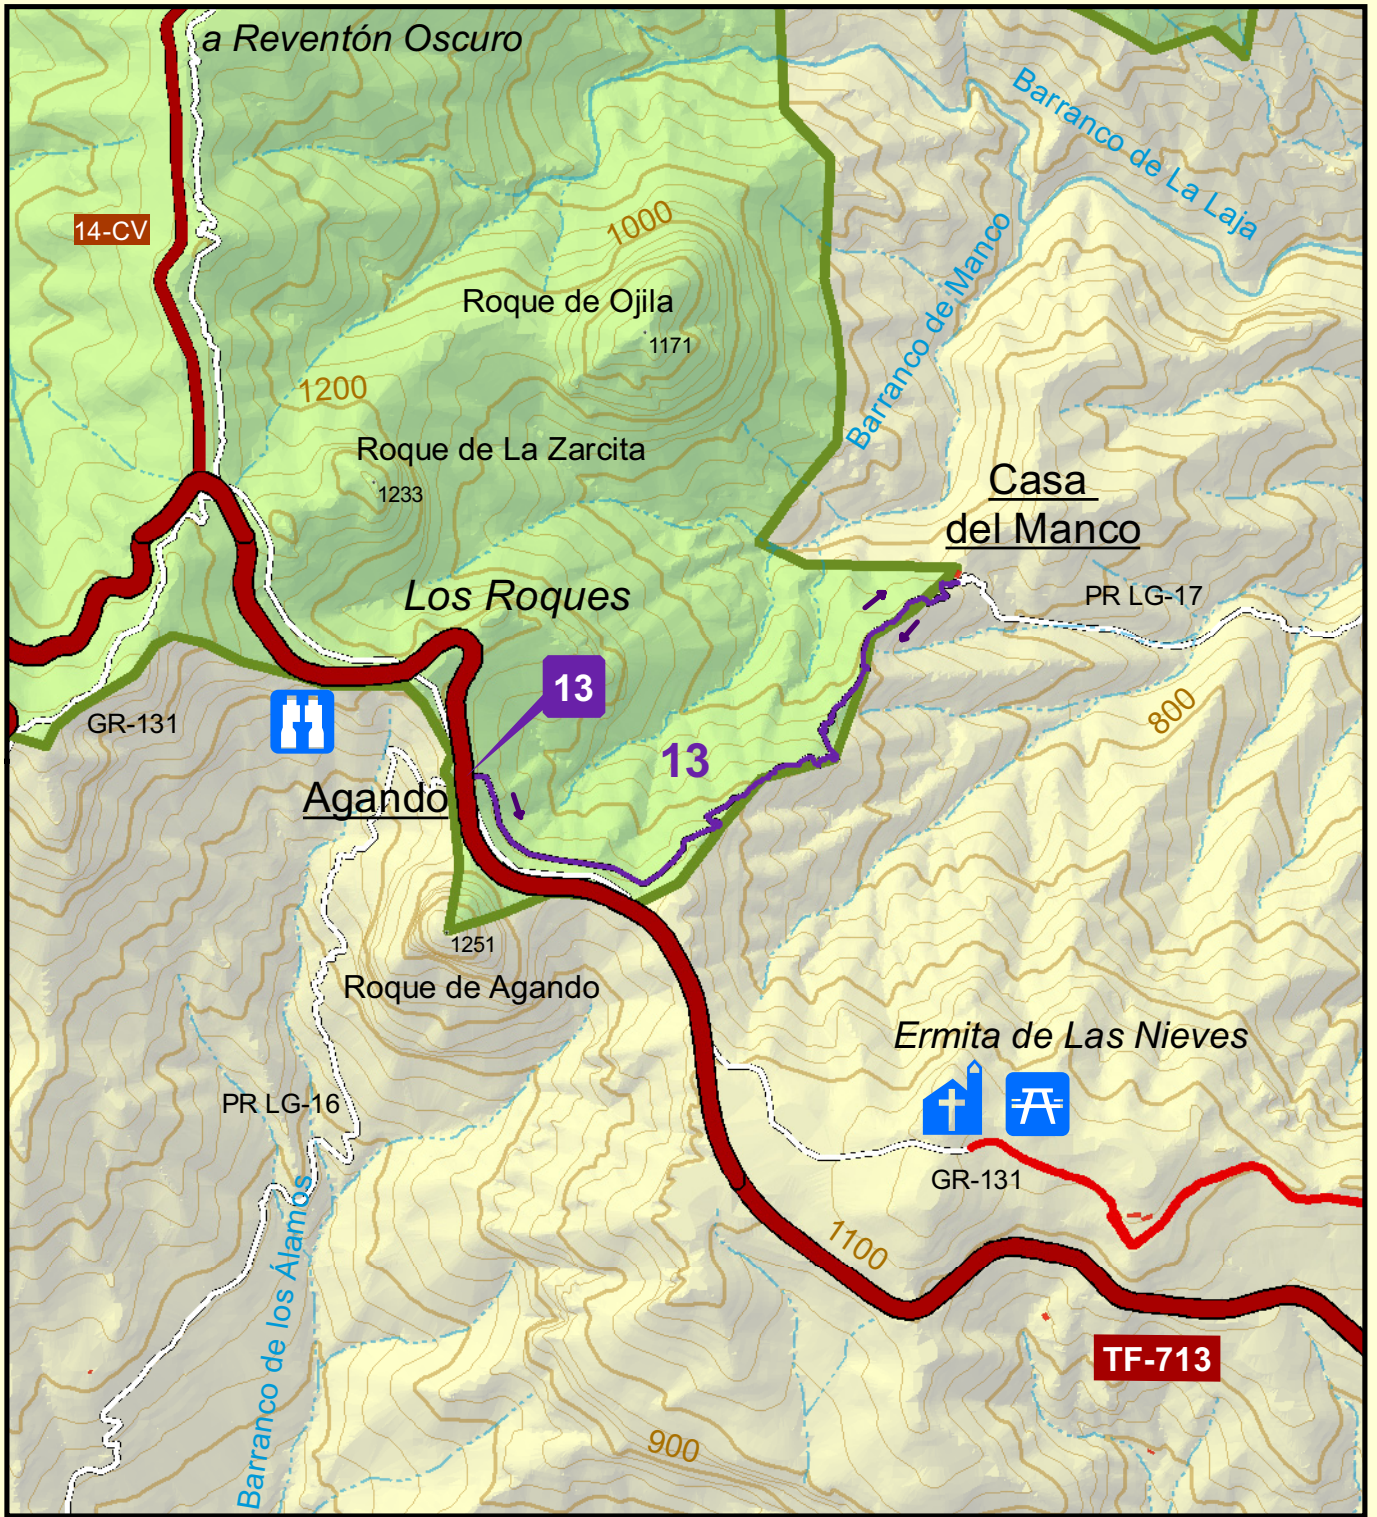 a Reventón Oscuro
Barranco de La Laja
14-CV
1000
Barranco de Manco
Roque de Ojila
1171
1200
Roque de La Zarcita
1233
Casa
del Manco
Los Roques
PR LG-17
13
800
GR-131
13
Agando
1251
Roque de Agando
Ermita de Las Nieves
PR LG-16
GR-131
Barranco de los Álamos
1100
TF-713
900